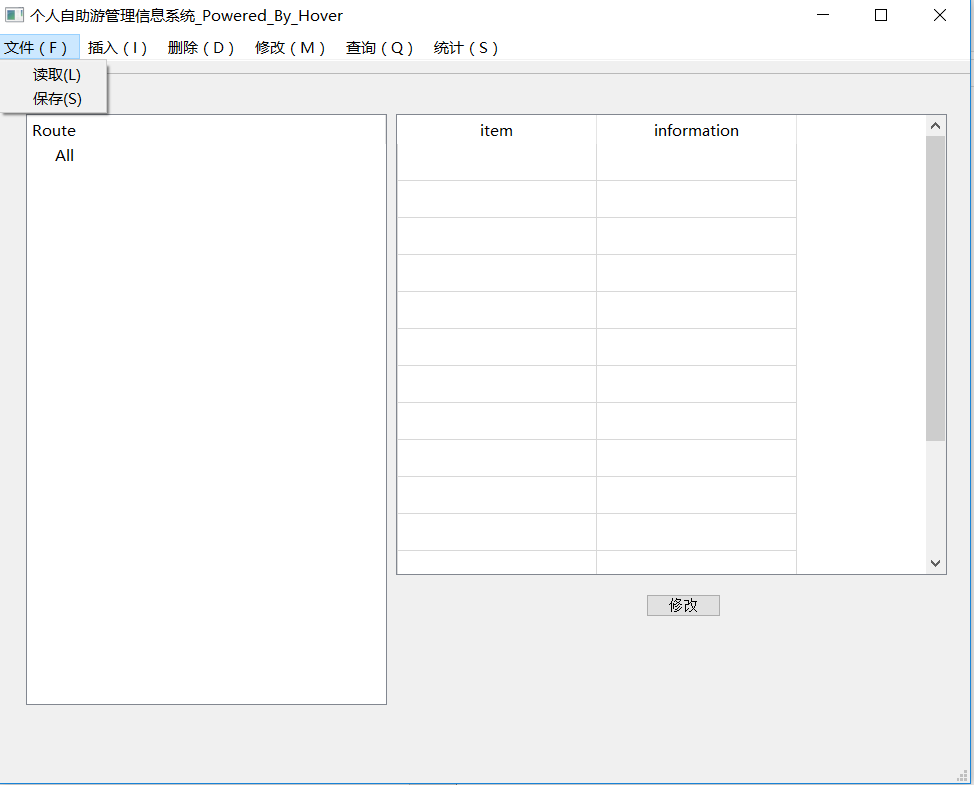 个人自助游管理信息系统_Powered_By_Hover
文件（F） 插入（I） 删除（D） 修改（M） 查询（Q） 统计（S）
读取(L)
保存(S)
Route
All
item information
修改